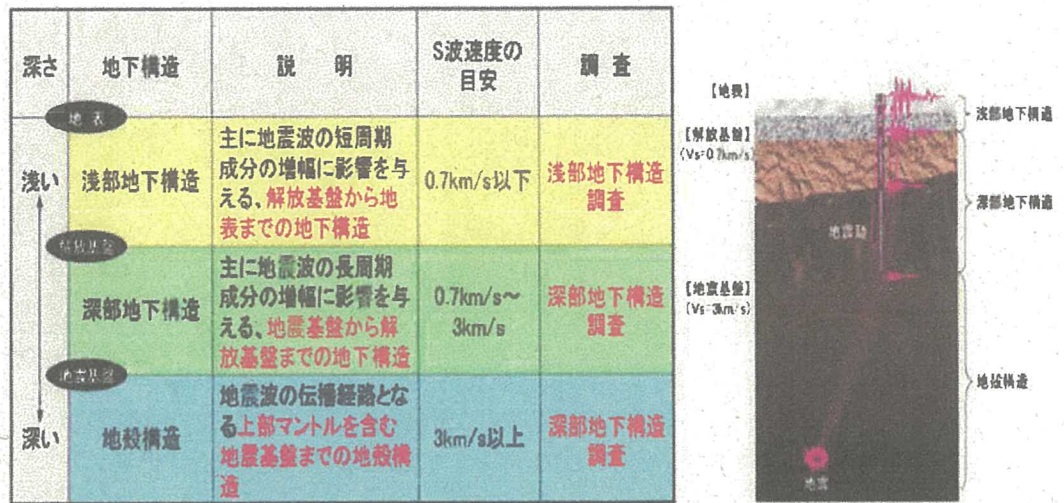 深さ
地下構造
説 明
S波速度の
目安
調 査
地 表
浅い
浅部地下構造
主に地震波の短周期
成分の増幅に影響を与
える、解放基盤から地
表までの地下構造
0.7km/s以下
浅部地下構造
調査
解放基盤
深部地下構造
主に地震波の長周期
成分の増幅に影響を与
える、地震基盤から解
放基盤までの地下構造
0.7km/s～
3km/s
深部地下構造
調査
地震基盤
深い
地殻構造
地震波の伝播経路とな
る上部マントルを含む
地震基盤までの地殻構
造
3km/s以上
深部地下構造
調査
【地表】
【解放基盤】
(Vs=0.7km/s)
【地震基盤】
(Vs=3km/s)
地震動
地震
浅部地下構造
深部地下構造
地殻構造